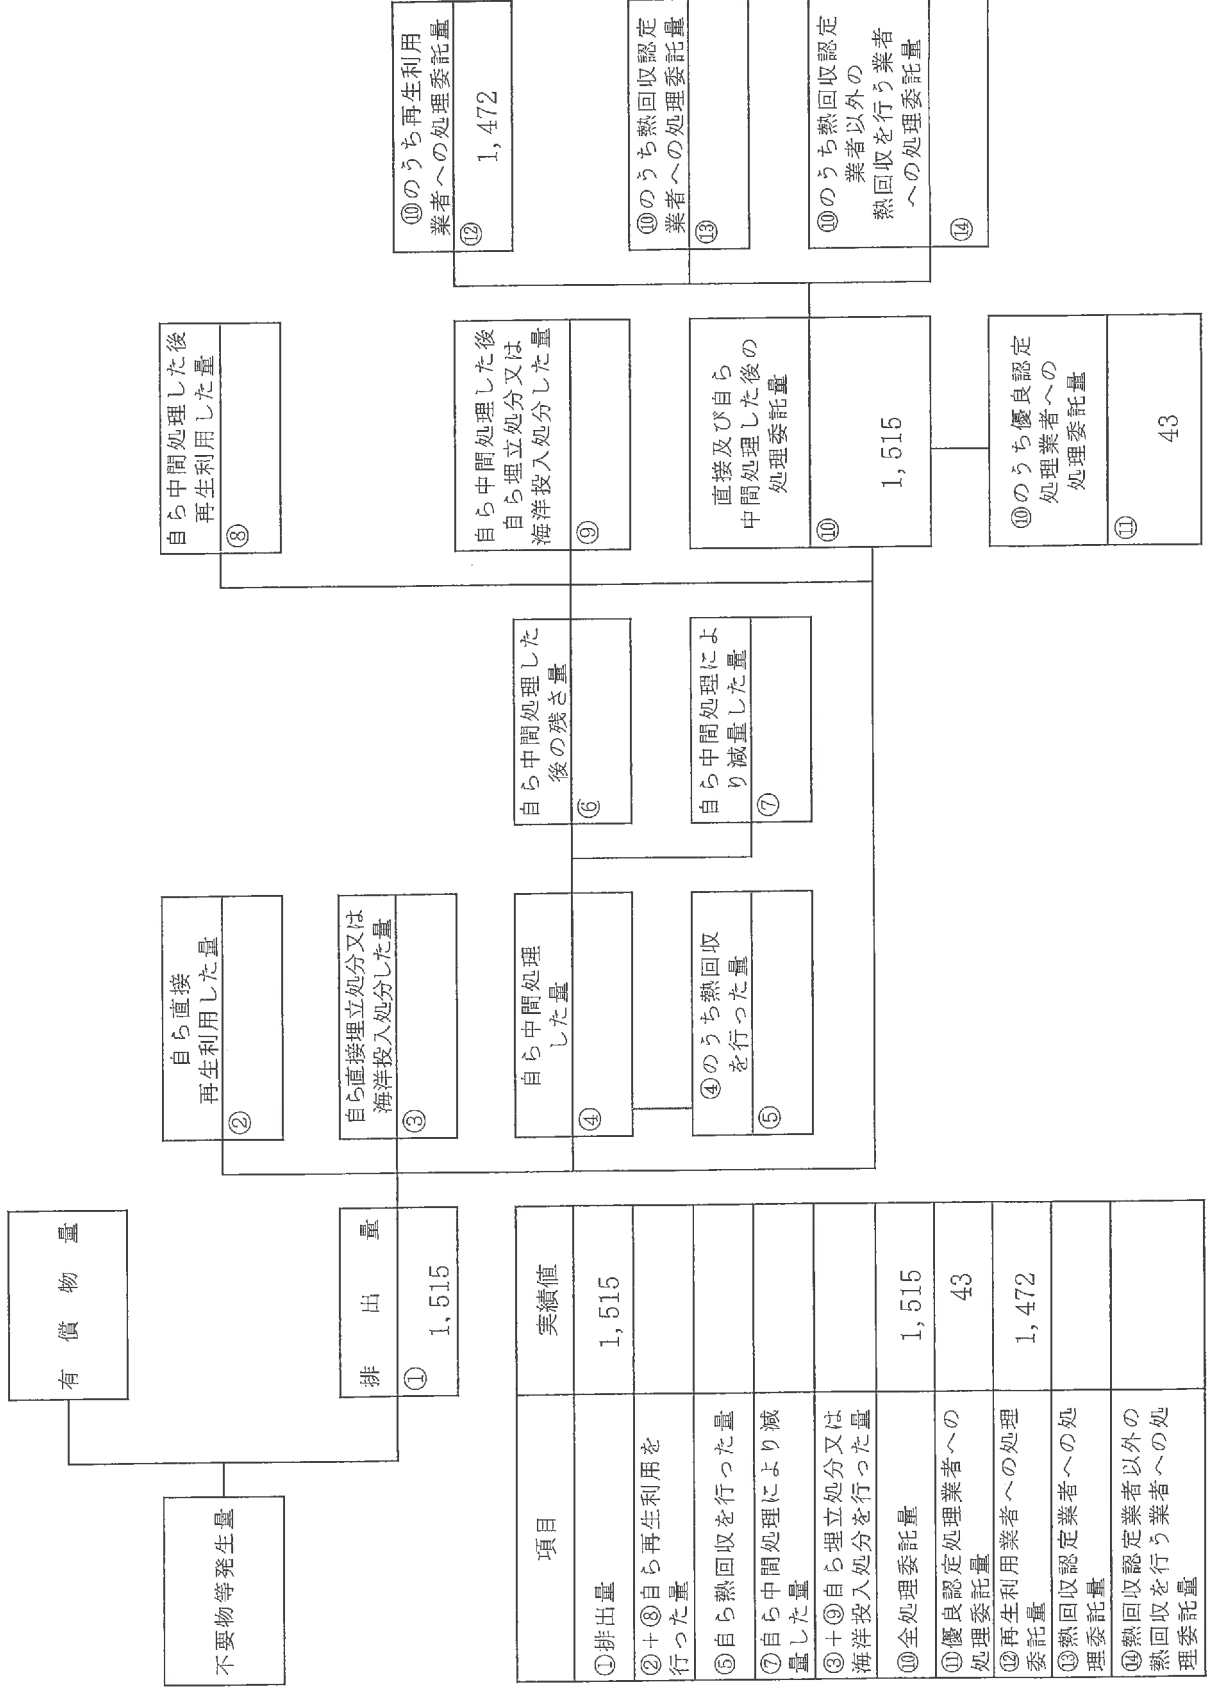 有償物量
不要物等発生量
排出量
①
1,515
自ら直接
再生利用した量
②
自ら直接埋立処分又は
海洋投入処分した量
③
自ら中間処理
した量
④
④のうち熱回収
を行った量
⑤
自ら中間処理した
後の残さ量
⑥
自ら中間処理によ
り減量した量
⑦
自ら中間処理した後
再生利用した量
⑧
自ら中間処理した後
自ら埋立処分又は
海洋投入処分した量
⑨
直接及び自ら
中間処理した後の
処理委託量
⑩
1,515
⑩のうち優良認定
処理業者への
処理委託量
⑪
43
⑩のうち再生利用
業者への処理委託量
⑫
1,472
⑩のうち熱回収認定
業者への処理委託量
⑬
⑩のうち熱回収認定
業者以外の
熱回収を行う業者
への処理委託量
⑭
項目 実績値
①排出量 1,515
②+⑧自ら再生利用を
行った量
⑤自ら熱回収を行った量
⑦自ら中間処理により減
量した量
③+⑨自ら埋立処分又は
海洋投入処分を行った量
⑩全処理委託量 1,515
⑪優良認定処理業者への
処理委託量 43
⑫再生利用業者への処理
委託量 1,472
⑬熱回収認定業者への処
理委託量
⑭熱回収認定業者以外の
熱回収を行う業者への処
理委託量